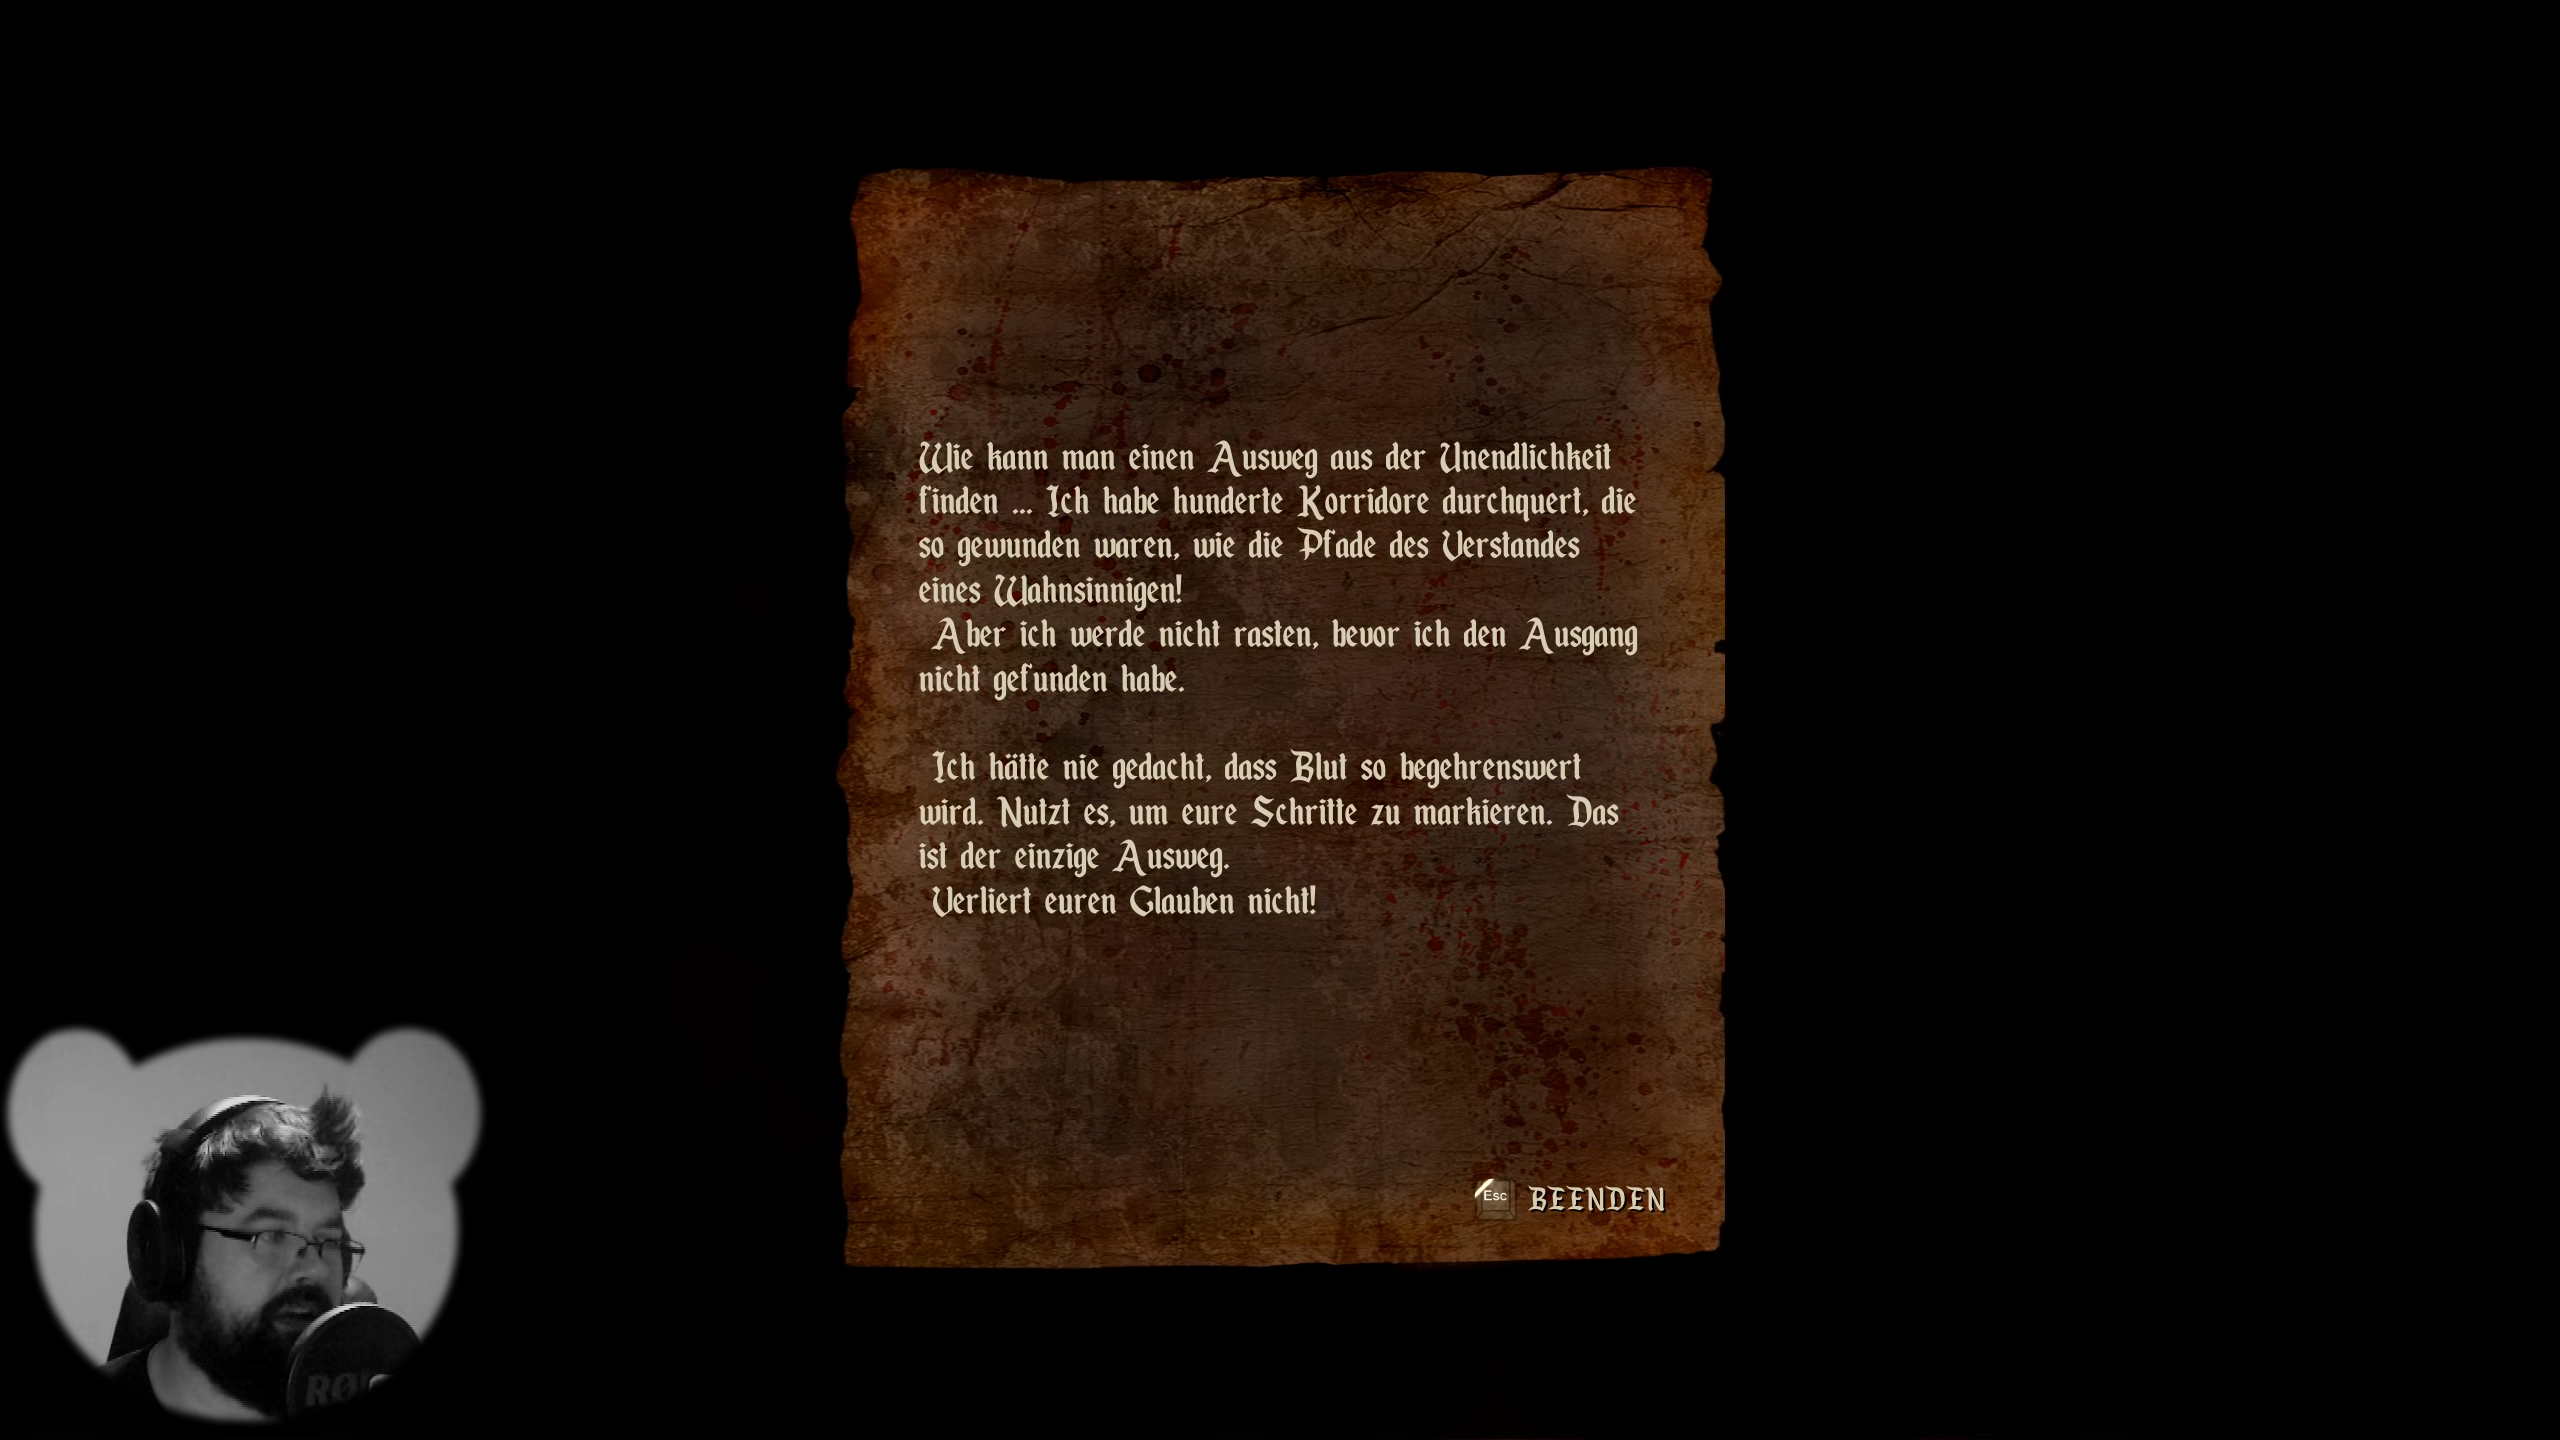 Wie kann man einen Ausweg aus der Unendlichkeit
finden ... Ich habe hunderte Korridore durchquert, die
so gewunden waren, wie die Pfade des Verstandes
eines Wahnsinnigen!
Aber ich werde nicht rasten, bevor ich den Ausgang
nicht gefunden habe.
Ich hätte nie gedacht, dass Blut so begehrenswert
wird. Nutzt es, um eure Schritte zu markieren. Das
ist der einzige Ausweg.
Verliert euren Glauben nicht!
Esc BEENDEN